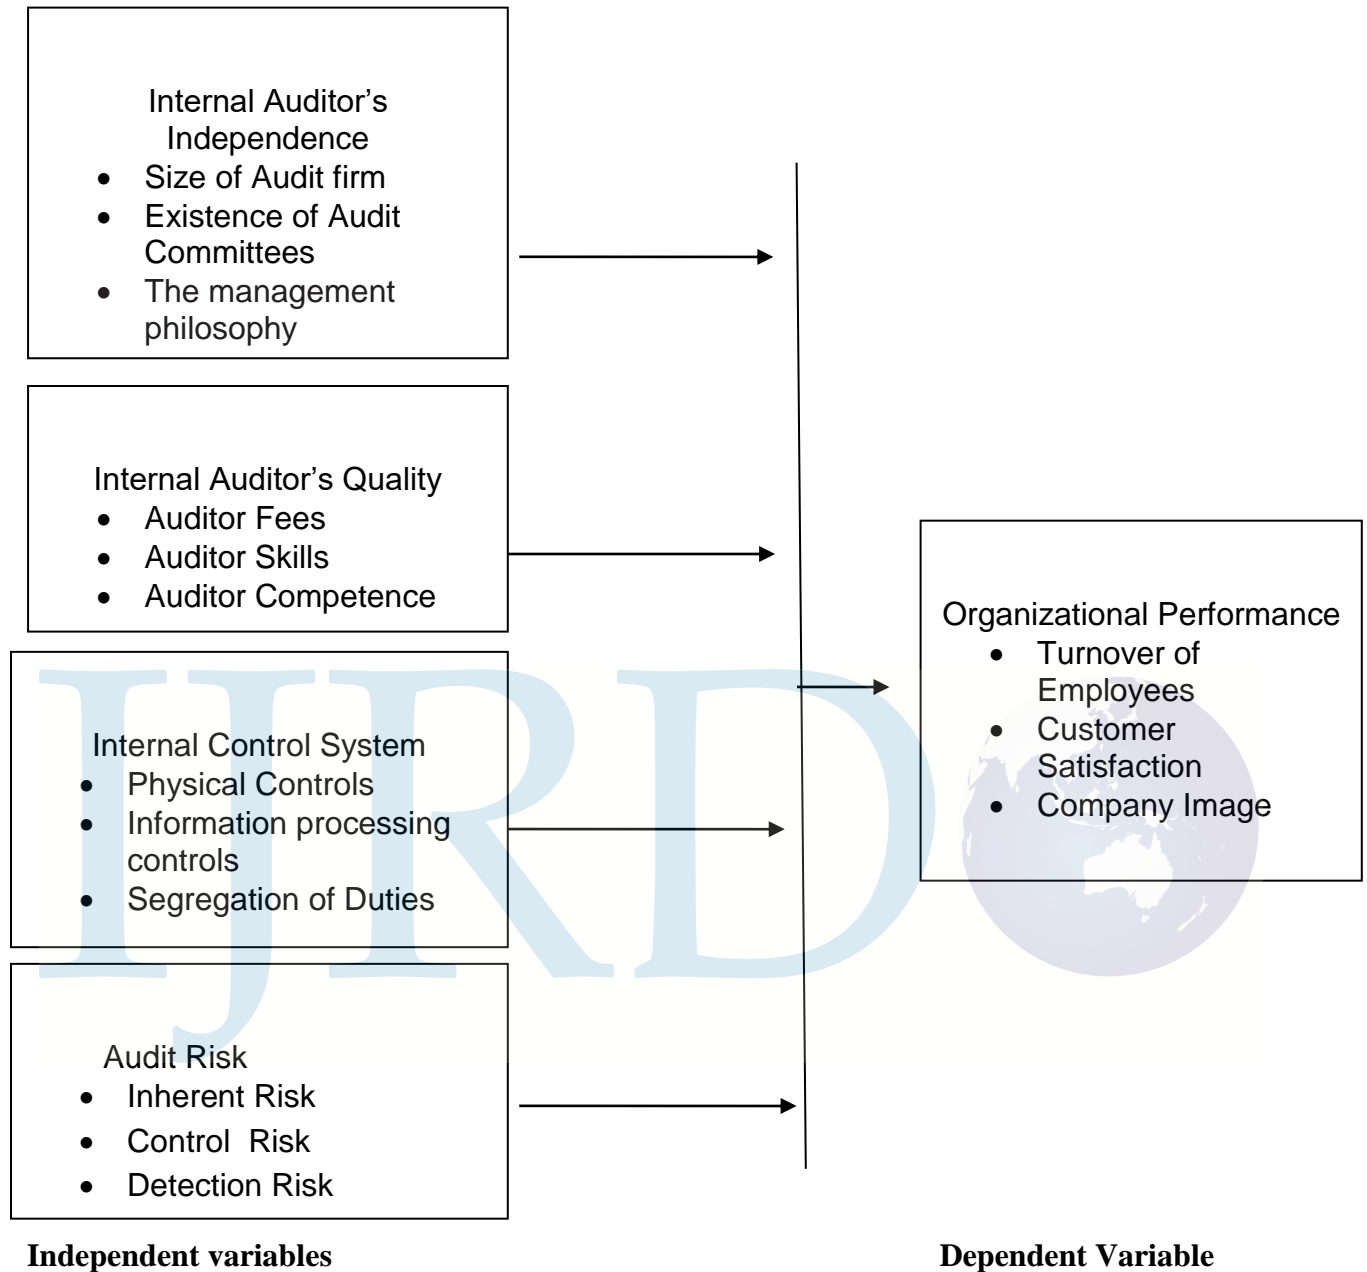 Internal Auditor’s
Independence
• Size of Audit firm
• Existence of Audit
Committees
• The management
philosophy
Internal Auditor’s Quality
• Auditor Fees
• Auditor Skills
• Auditor Competence
Internal Control System
• Physical Controls
• Information processing
controls
• Segregation of Duties
Audit Risk
• Inherent Risk
• Control  Risk
• Detection Risk
Organizational Performance
• Turnover of
Employees
• Customer
Satisfaction
• Company Image
IJRD
Independent variables
Dependent Variable